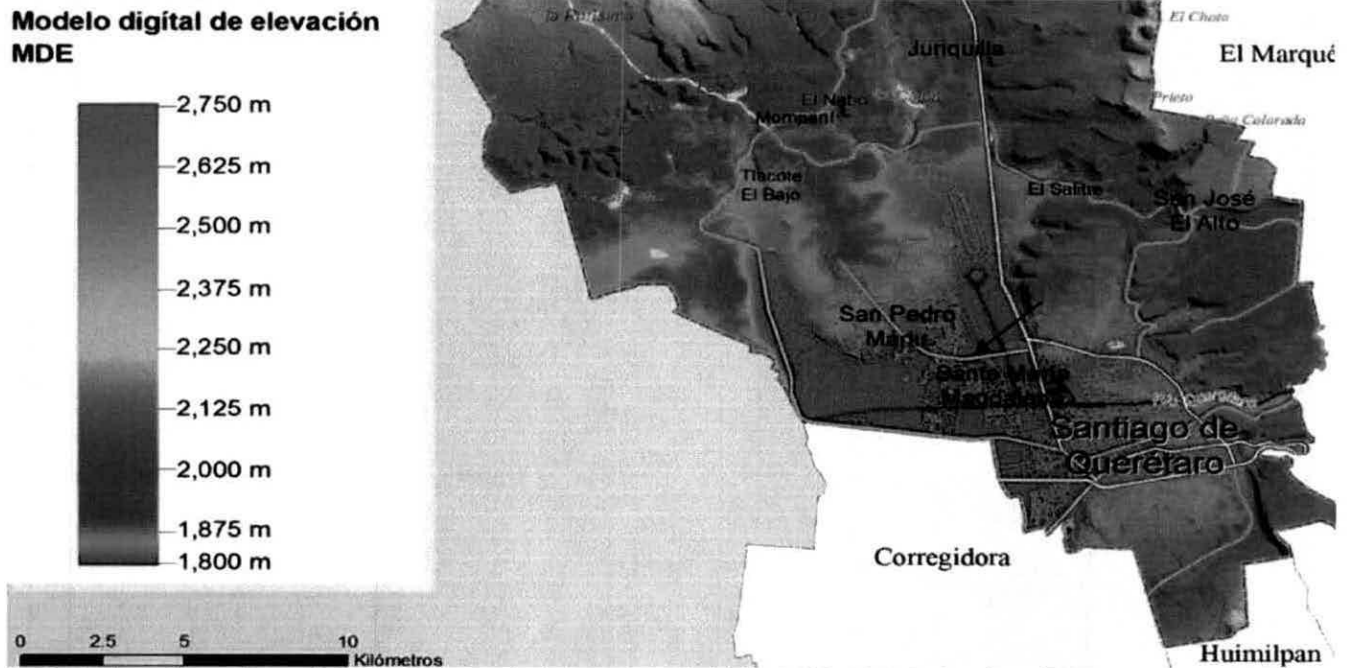 Modelo digital de elevación
MDE
2,750 m
2,625 m
2,500 m
2,375 m
2,250 m
2,125 m
2,000 m
1,875 m
1,800 m
0 2.5 5 10
Kilómetros
la Purísima
El Chota
Juriquilla
El Marqué
El Nabo
Mompaní
Prieto
Peña Colorada
Tlacote
El Bajo
El Salitre
San José
El Alto
San Pedro
Mártir
Santa María
Magdalena
Santiago de
Querétaro
Corregidora
Huimilpan